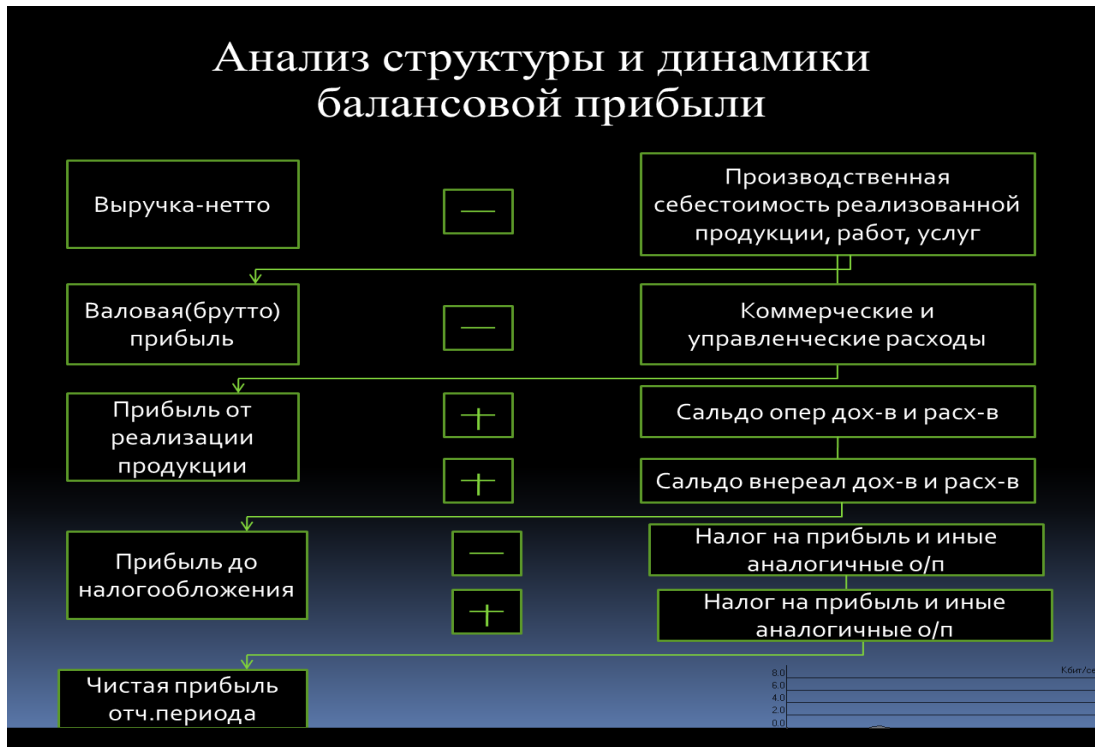 Анализ структуры и динамики
балансовой прибыли
Выручка-нетто
—
Производственная
себестоимость реализованной
продукции, работ, услуг
Валовая(брутто)
прибыль
—
Коммерческие и
управленческие расходы
Прибыль от
реализации
продукции
+
Сальдо опер дох-в и расх-в
+
Сальдо внереал дох-в и расх-в
Прибыль до
налогообложения
—
Налог на прибыль и иные
аналогичные о/п
+
Налог на прибыль и иные
аналогичные о/п
Чистая прибыль
отч.периода
Кбит/се
8.0
6.0
4.0
2.0
0.0